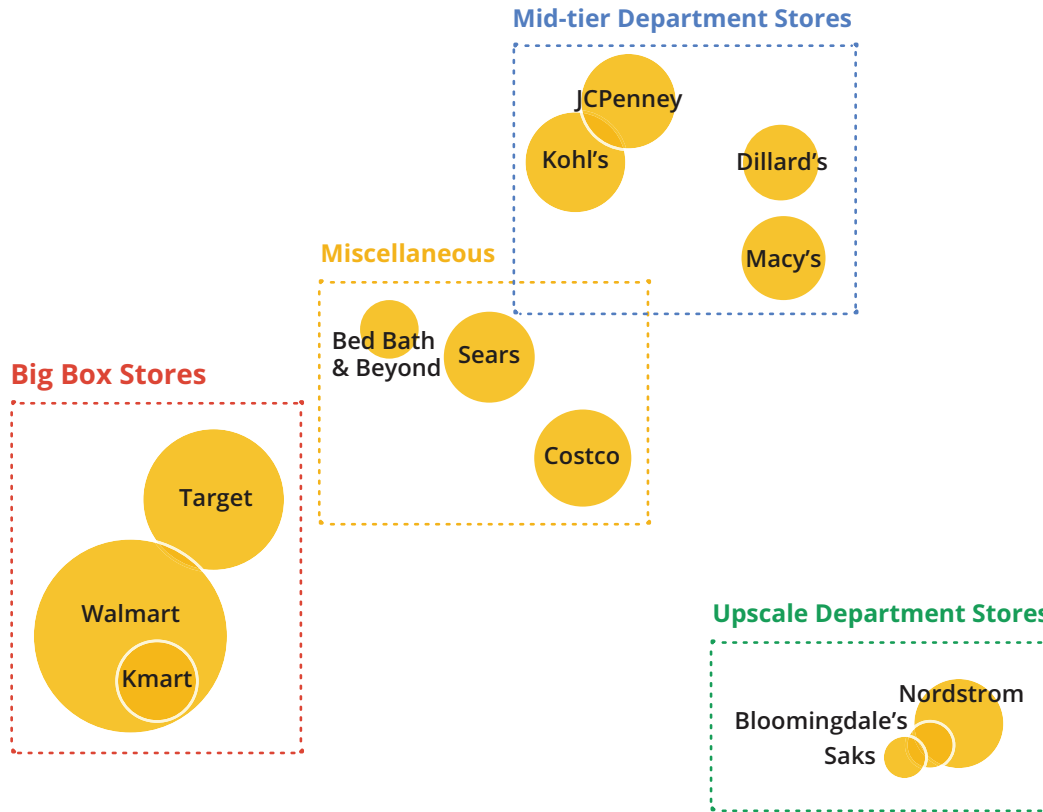 Mid-tier Department Stores
JCPenney
Kohl’s
Dillard’s
Macy’s
Miscellaneous
Bed Bath
& Beyond
Sears
Costco
Big Box Stores
Target
Walmart
Kmart
Upscale Department Stores
Nordstrom
Bloomingdale’s
Saks